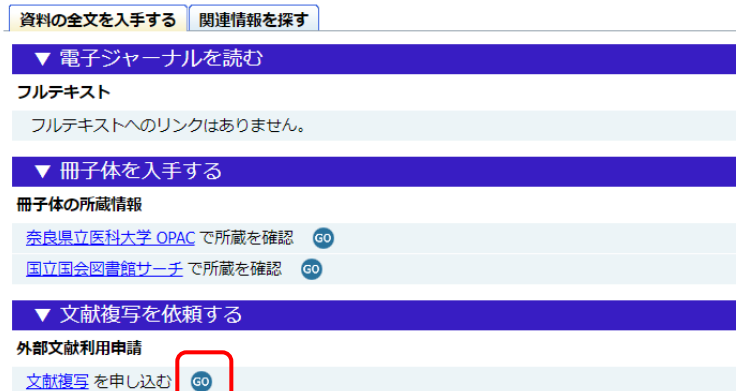 資料の全文を入手する 関連情報を探す
▼ 電子ジャーナルを読む
フルテキスト
フルテキストへのリンクはありません。
▼ 冊子体を入手する
冊子体の所蔵情報
奈良県立医科大学 OPAC で所蔵を確認 GO
国立国会図書館サーチ で所蔵を確認 GO
▼ 文献複写を依頼する
外部文献利用申請
文献複写 を申し込む GO